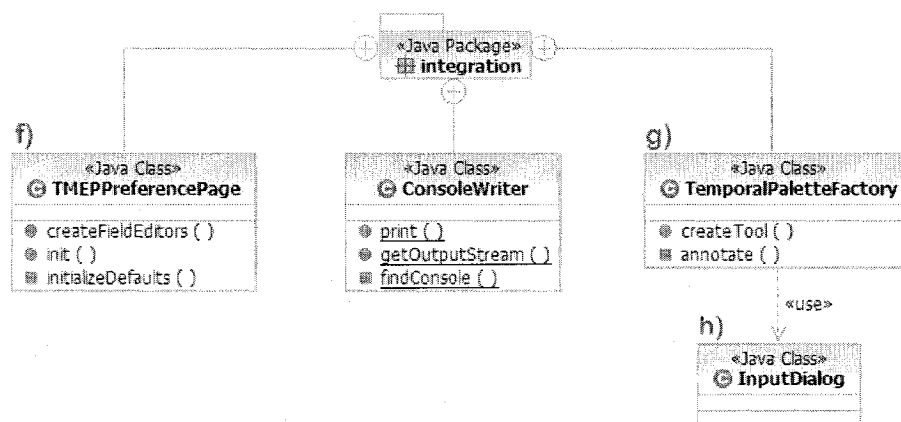 «Java Package»
integration
f)
«Java Class»
TMEPPreferencePage
createFieldEditors ( )
init ( )
initializeDefaults ( )
«Java Class»
ConsoleWriter
print ( )
getOutputStream ( )
findConsole ( )
g)
«Java Class»
TemporalPaletteFactory
createTool ( )
annotate ( )
«use»
h)
«Java Class»
InputDialog